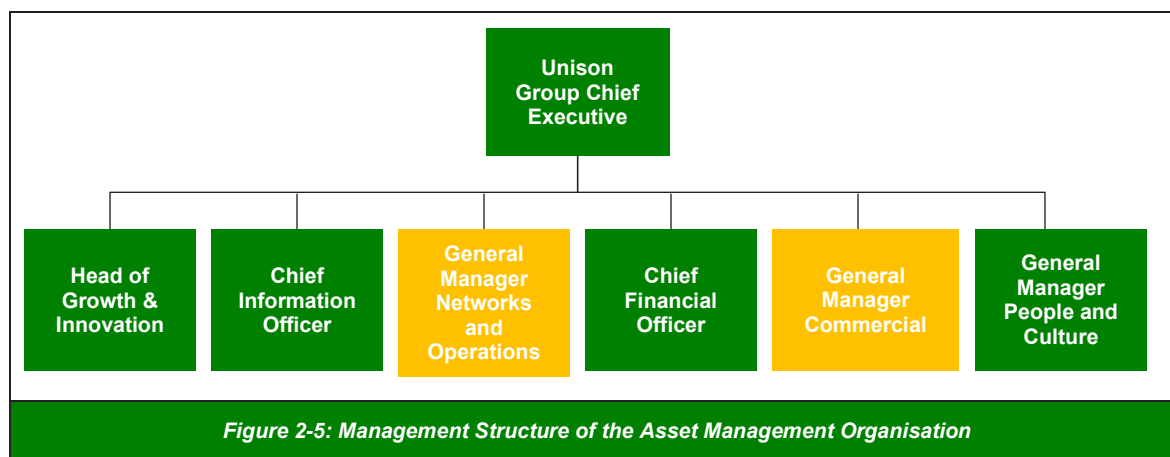 Unison
Group Chief
Executive
Head of
Growth &
Innovation
Chief
Information
Officer
General
Manager
Networks
and
Operations
Chief
Financial
Officer
General
Manager
Commercial
General
Manager
People and
Culture
Figure 2-5: Management Structure of the Asset Management Organisation